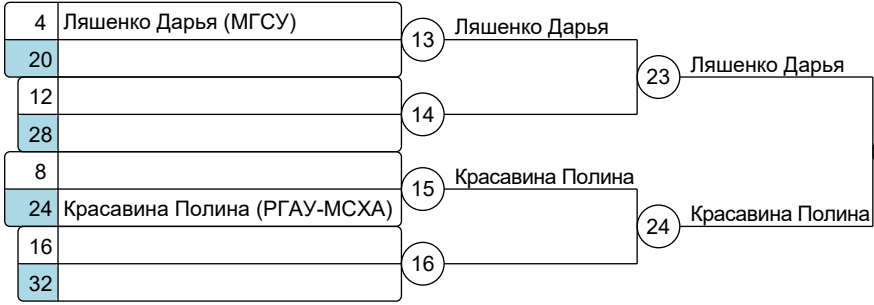 4 Ляшенко Дарья (МГСУ)
20
13 Ляшенко Дарья
12
28
14
23 Ляшенко Дарья
8
24 Красавина Полина (РГАУ-МСХА)
15 Красавина Полина
16
32
16
24 Красавина Полина